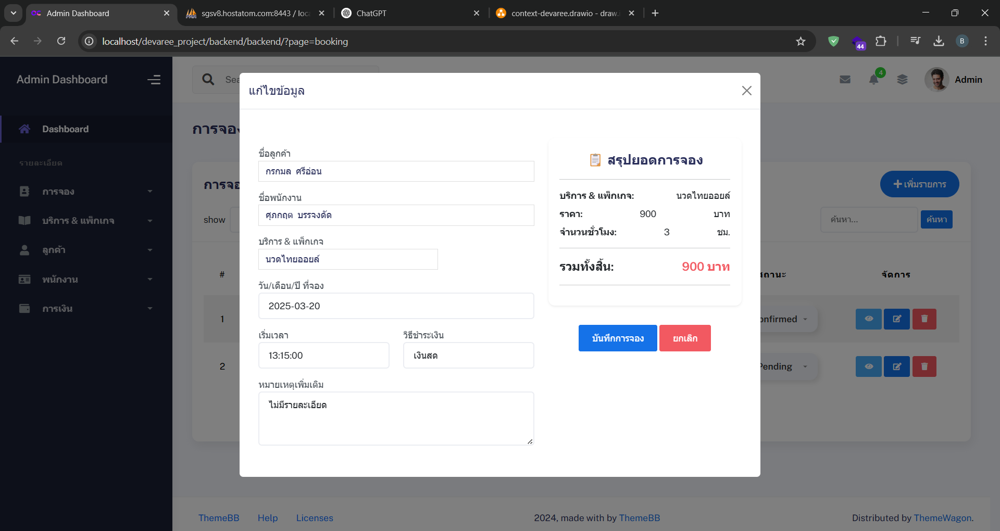 Admin Dashboard
sgsv8.hostatom.com:8443 / loca
ChatGPT
context-devaree.drawio - draw.i
localhost/devaree_project/backend/backend/?page=booking
44
B
Admin Dashboard
Sea
4
Admin
แก้ไขข้อมูล
Dashboard
การจอง
รายละเอียด
ชื่อลูกค้า
กรกมล ศรีอ่อน
📋 สรุปยอดการจอง
การจอง
การจอ
เพิ่มรายการ
ชื่อพนักงาน
ศุภกฤต บรรจงดัด
บริการ & แพ็กเกจ: นวดไทยออยล์
ราคา: 900 บาท
จำนวนชั่วโมง: 3 ชม.
บริการ & แพ็กเกจ
show
ค้นหา...
ค้นหา
บริการ & แพ็กเกจ
นวดไทยออยล์
ลูกค้า
รวมทั้งสิ้น: 900 บาท
#
สถานะ
จัดการ
พนักงาน
วัน/เดือน/ปี ที่จอง
2025-03-20
การเงิน
1
onfirmed
เริ่มเวลา
วิธีชำระเงิน
13:15:00
เงินสด
บันทึกการจอง
ยกเลิก
2
Pending
หมายเหตุเพิ่มเติม
ไม่มีรายละเอียด
ThemeBB
Help
Licenses
2024, made with by ThemeBB
Distributed by ThemeWagon.